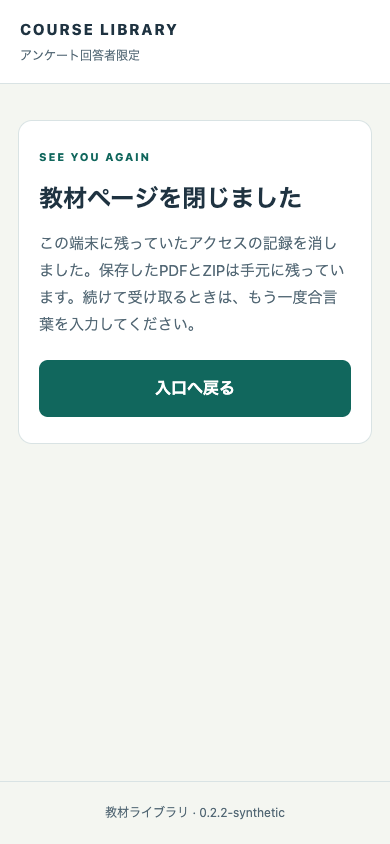 COURSE LIBRARY
アンケート回答者限定
SEE YOU AGAIN
教材ページを閉じました
この端末に残っていたアクセスの記録を消し
ました。保存したPDFとZIPは手元に残ってい
ます。続けて受け取るときは、もう一度合言
葉を入力してください。
入口へ戻る
教材ライブラリ · 0.2.2-synthetic